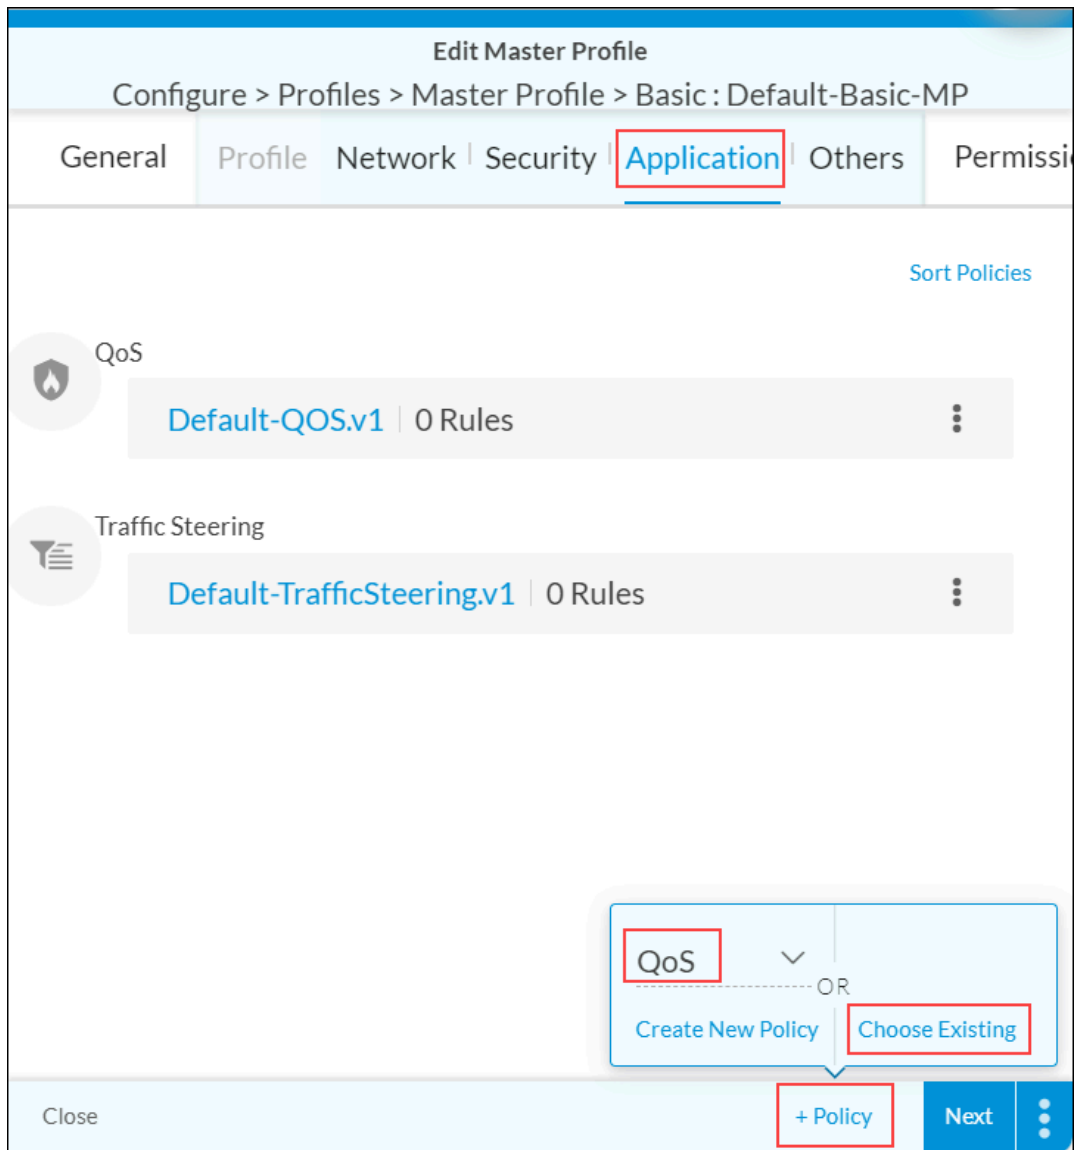 Edit Master Profile
Configure > Profiles > Master Profile > Basic : Default-Basic-MP
General Profile Network Security Application Others Permissi
Sort Policies
QoS
Default-QOS.v1 0 Rules
Traffic Steering
Default-TrafficSteering.v1 0 Rules
QoS
OR
Create New Policy Choose Existing
Close + Policy Next